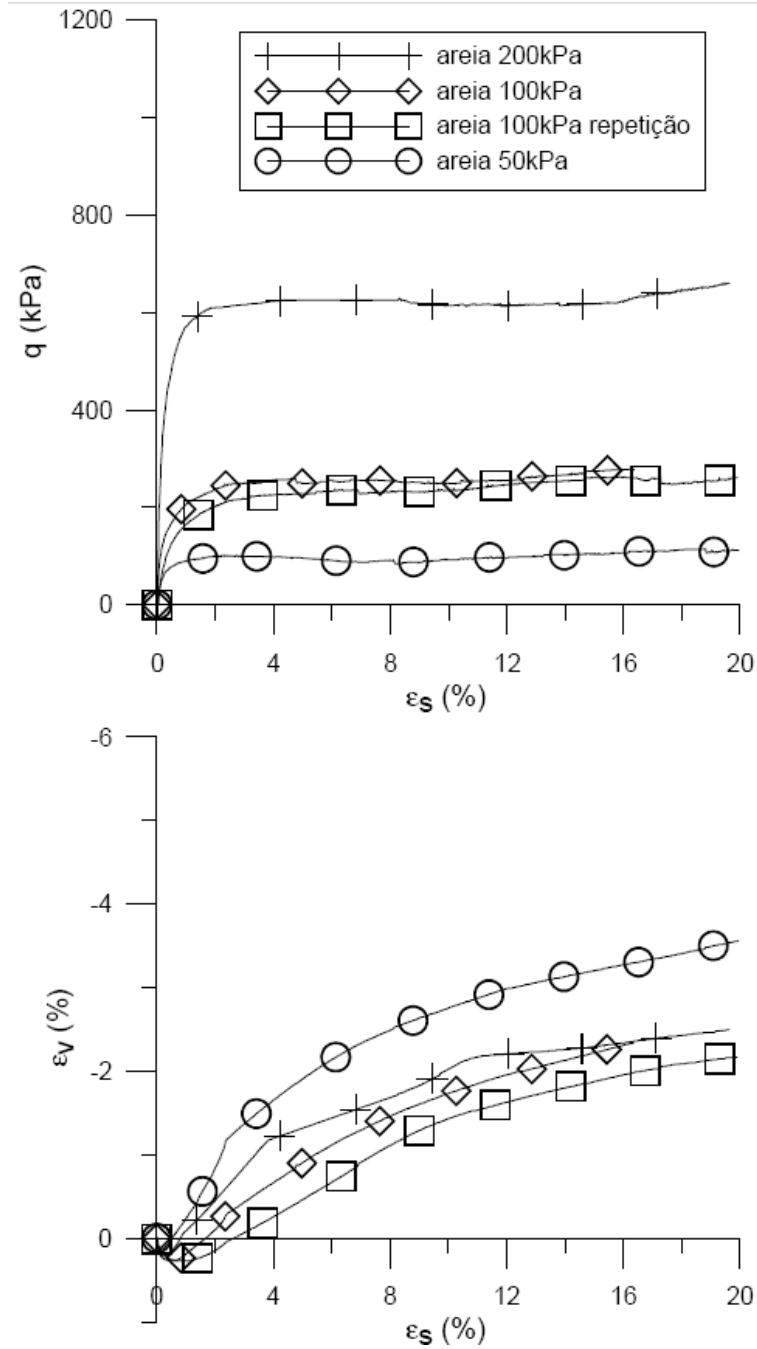 1200
areia 200kPa
areia 100kPa
areia 100kPa repetição
areia 50kPa
800
q (kPa)
400
0
0 4 8 12 16 20
εs (%)
-6
-4
εv (%)
-2
0
0 4 8 12 16 20
εs (%)